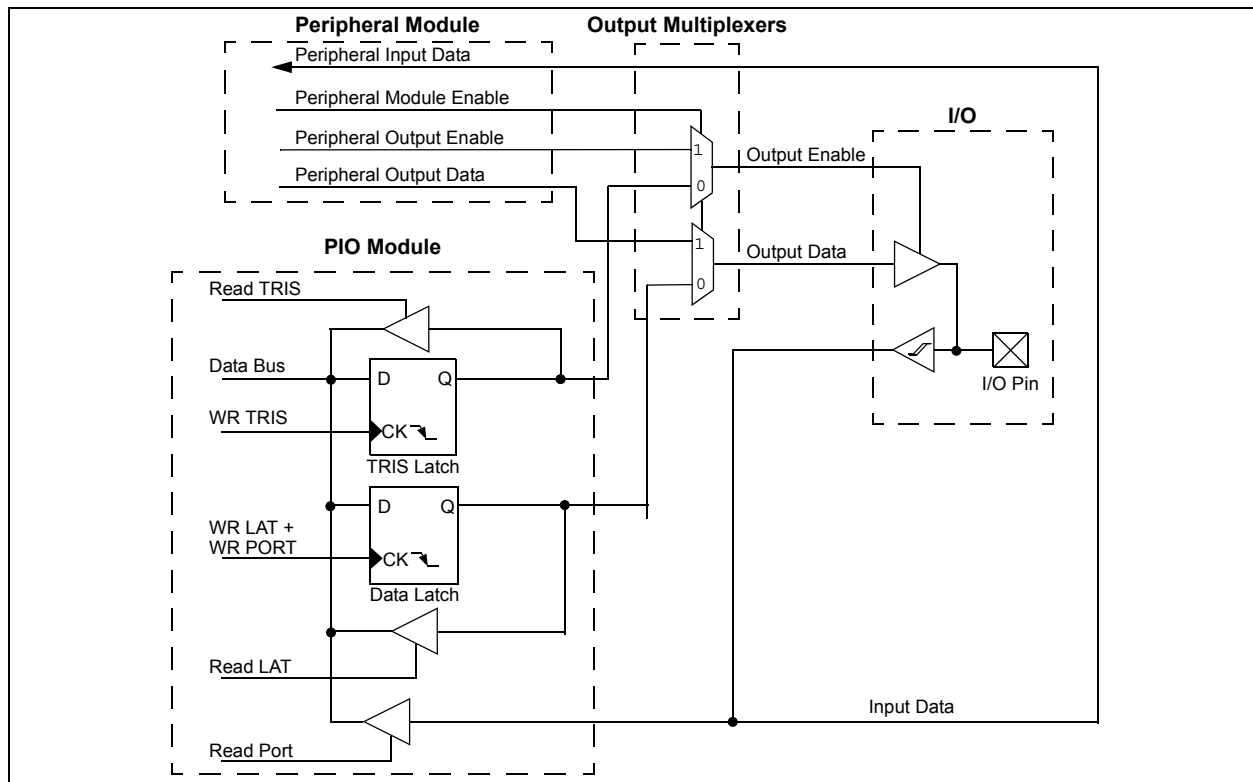 Peripheral Module
Output Multiplexers
Peripheral Input Data
Peripheral Module Enable
Peripheral Output Enable
Peripheral Output Data
1
0
Output Enable
1
0
Output Data
I/O
I/O Pin
PIO Module
Read TRIS
Data Bus
D
Q
WR TRIS
CK
TRIS Latch
D
Q
WR LAT +
WR PORT
CK
Data Latch
Read LAT
Input Data
Read Port